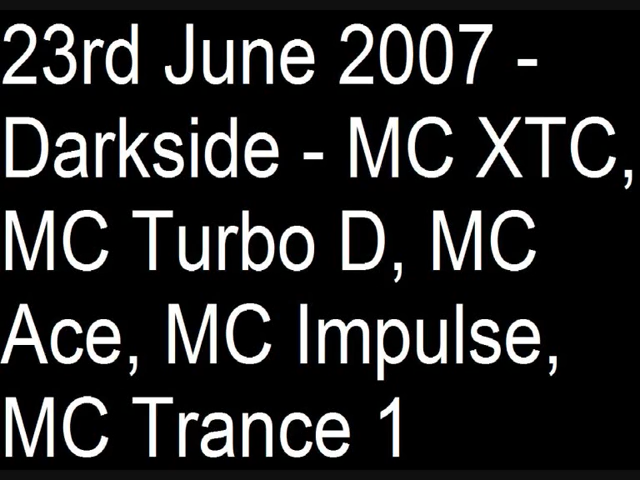 23rd June 2007 -
Darkside - MC XTC,
MC Turbo D, MC
Ace, MC Impulse,
MC Trance 1